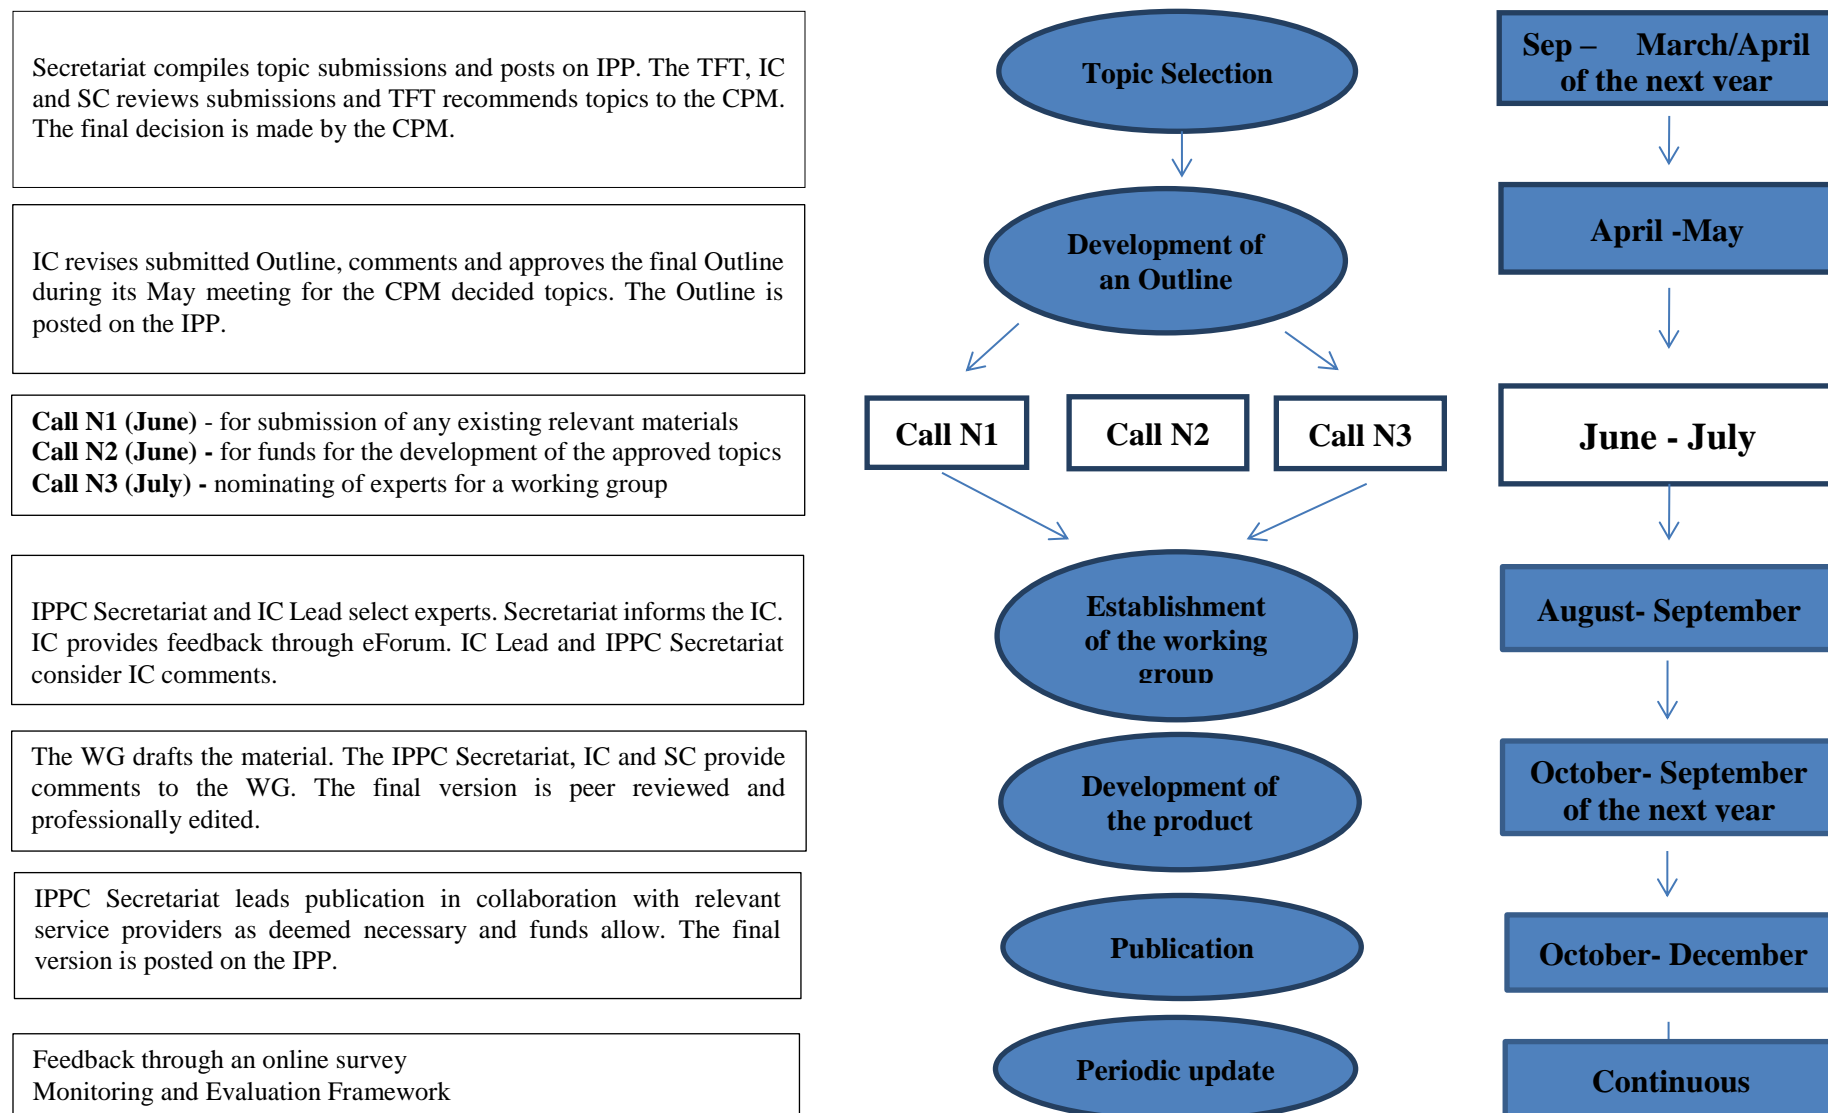 Secretariat compiles topic submissions and posts on IPP. The TFT, IC
and SC reviews submissions and TFT recommends topics to the CPM.
The final decision is made by the CPM.
Topic Selection
Sep – March/April
of the next year
IC revises submitted Outline, comments and approves the final Outline
during its May meeting for the CPM decided topics. The Outline is
posted on the IPP.
Development of
an Outline
April -May
Call N1 (June) - for submission of any existing relevant materials
Call N2 (June) - for funds for the development of the approved topics
Call N3 (July) - nominating of experts for a working group
Call N1
Call N2
Call N3
June - July
IPPC Secretariat and IC Lead select experts. Secretariat informs the IC.
IC provides feedback through eForum. IC Lead and IPPC Secretariat
consider IC comments.
Establishment
of the working
group
August- September
The WG drafts the material. The IPPC Secretariat, IC and SC provide
comments to the WG. The final version is peer reviewed and
professionally edited.
Development of
the product
October- September
of the next year
IPPC Secretariat leads publication in collaboration with relevant
service providers as deemed necessary and funds allow. The final
version is posted on the IPP.
Publication
October- December
Feedback through an online survey
Monitoring and Evaluation Framework
Periodic update
Continuous